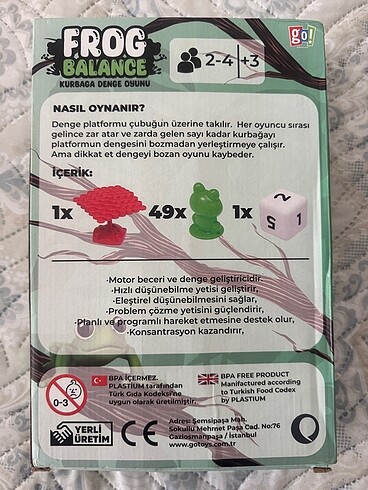 FROG
BALANCE
KURBAĞA DENGE OYUNU
2-4 +3
go!
NASIL OYNANIR?
Denge platformu çubuğun üzerine takılır. Her oyuncu sırası
gelince zar atar ve zarda gelen sayı kadar kurbağayı
platformun dengesini bozmadan yerleştirmeye çalışır.
Ama dikkat et dengeyi bozan oyunu kaybeder.
İÇERİK:
1x 49x 1x
2
5 1
·Motor beceri ve denge geliştiricidir.
·Hızlı düşünebilme yetisi geliştirir,
·Eleştirel düşünebilmesini sağlar,
·Problem çözme yetisini güçlendirir,
·Planlı ve programlı hareket etmesine destek olur,
·Konsantrasyon kazandırır,
0-3
BPA İÇERMEZ.
PLASTIUM tarafından
Türk Gıda Kodeksi'ne
uygun olarak üretilmiştir.
BPA FREE PRODUCT
Manifactured according
to Turkish Food Codex
by PLASTIUM
YERLİ
ÜRETİM
CE
Adres: Şemsipaşa Mah.
Sokullu Mehmet Paşa Cad. No:76
Gaziosmanpaşa / İstanbul
www.gotoys.com.tr